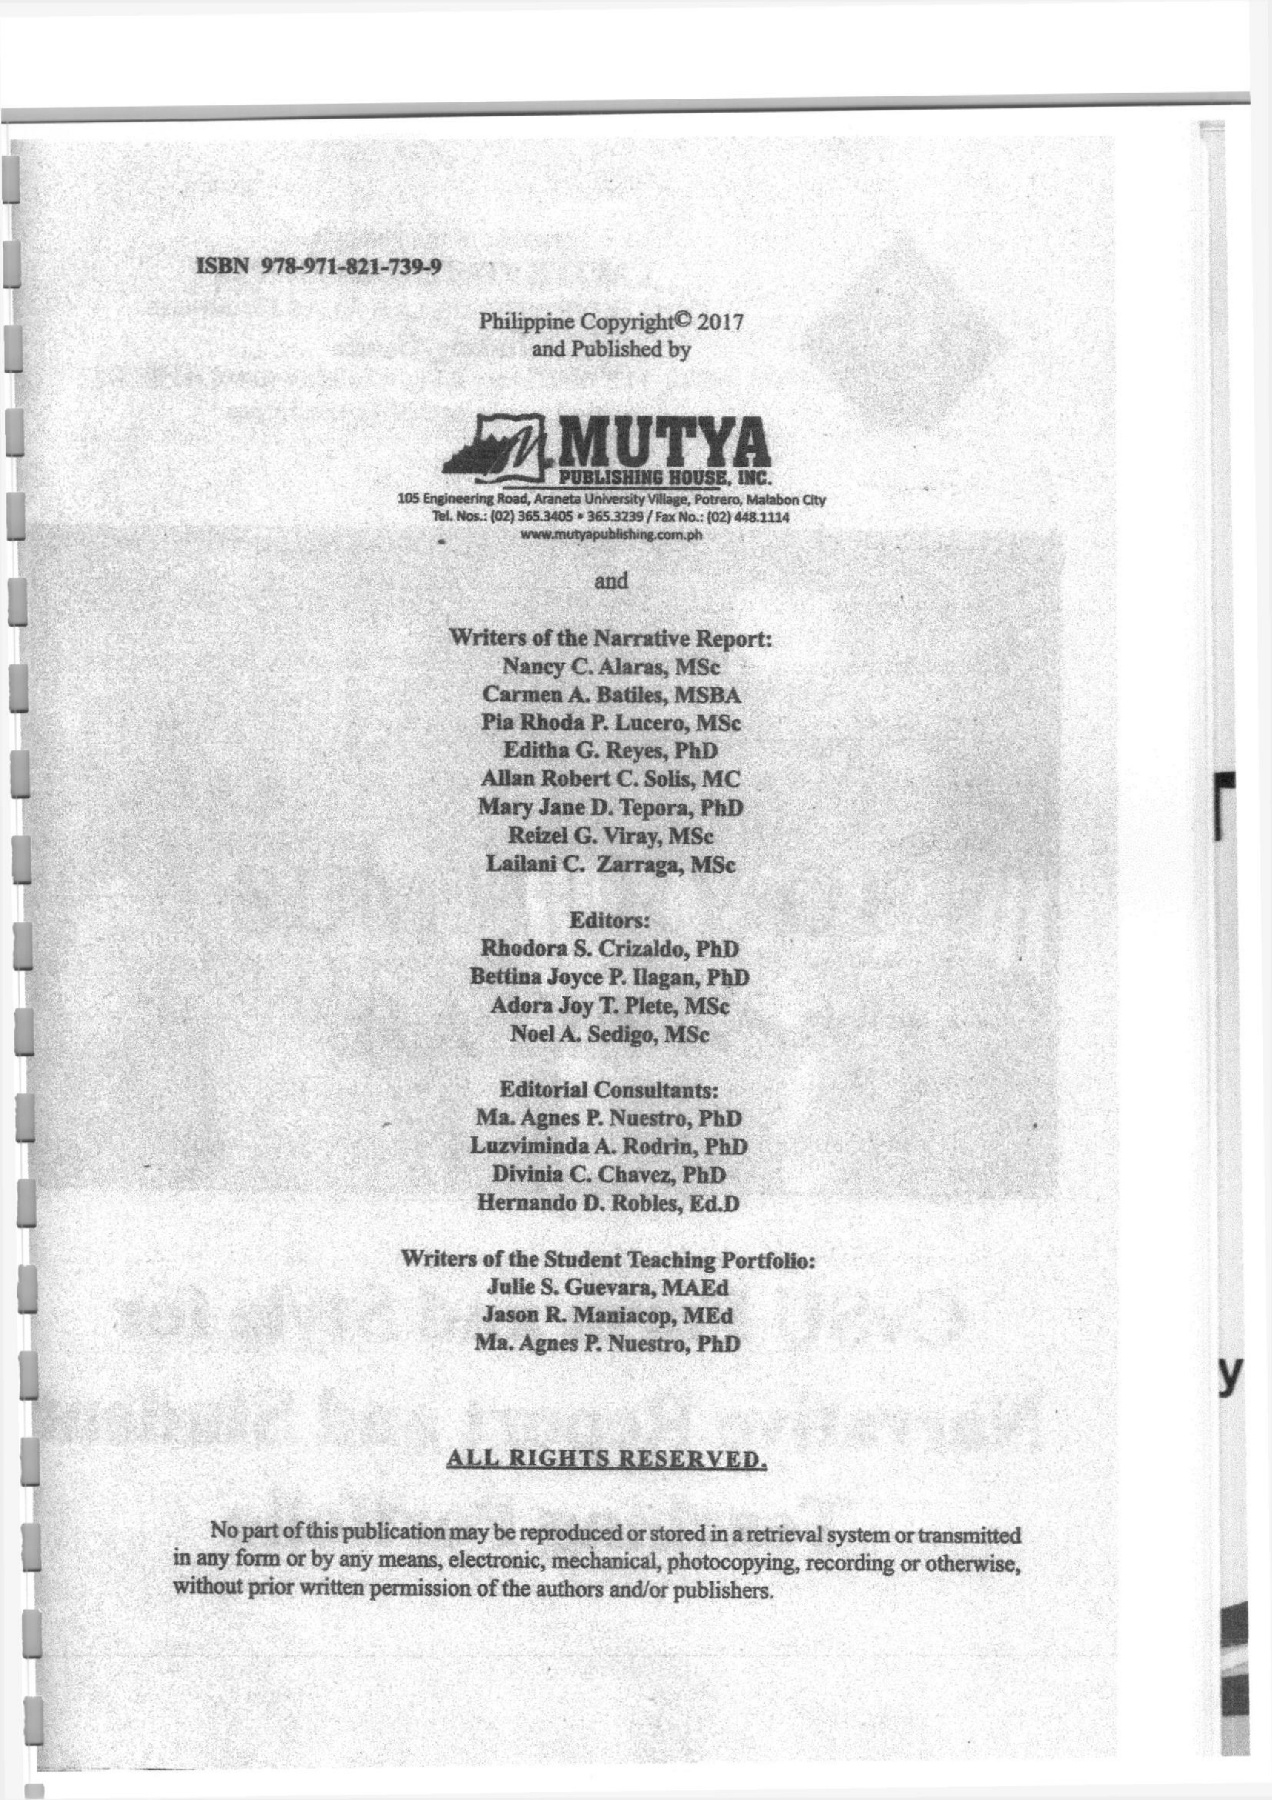 ISBN 978-971-821-739-9
Philippine Copyright© 2017
and Published by
MUTYA
PUBLISHING HOUSE, INC.
105 Engineering Road, Araneta University Village, Potrero, Malabon City
Tel. Nos.: (02) 365.3405 • 365.3239 / Fax No.: (02) 448.1114
www.mutyapublishing.com.ph
and
Writers of the Narrative Report:
Nancy C. Alaras, MSc
Carmen A. Batiles, MSBA
Pia Rhoda P. Lucero, MSc
Editha G. Reyes, PhD
Allan Robert C. Solis, MC
Mary Jane D. Tepora, PhD
Reizel G. Viray, MSc
Lailani C. Zarraga, MSc
Editors:
Rhodora S. Crizaldo, PhD
Bettina Joyce P. Ilagan, PhD
Adora Joy T. Plete, MSc
Noel A. Sedigo, MSc
Editorial Consultants:
Ma. Agnes P. Nuestro, PhD
Luzviminda A. Rodrin, PhD
Divinia C. Chavez, PhD
Hernando D. Robles, Ed.D
Writers of the Student Teaching Portfolio:
Julie S. Guevara, MAEd
Jason R. Maniacop, MEd
Ma. Agnes P. Nuestro, PhD
ALL RIGHTS RESERVED.
No part of this publication may be reproduced or stored in a retrieval system or transmitted
in any form or by any means, electronic, mechanical, photocopying, recording or otherwise,
without prior written permission of the authors and/or publishers.
y